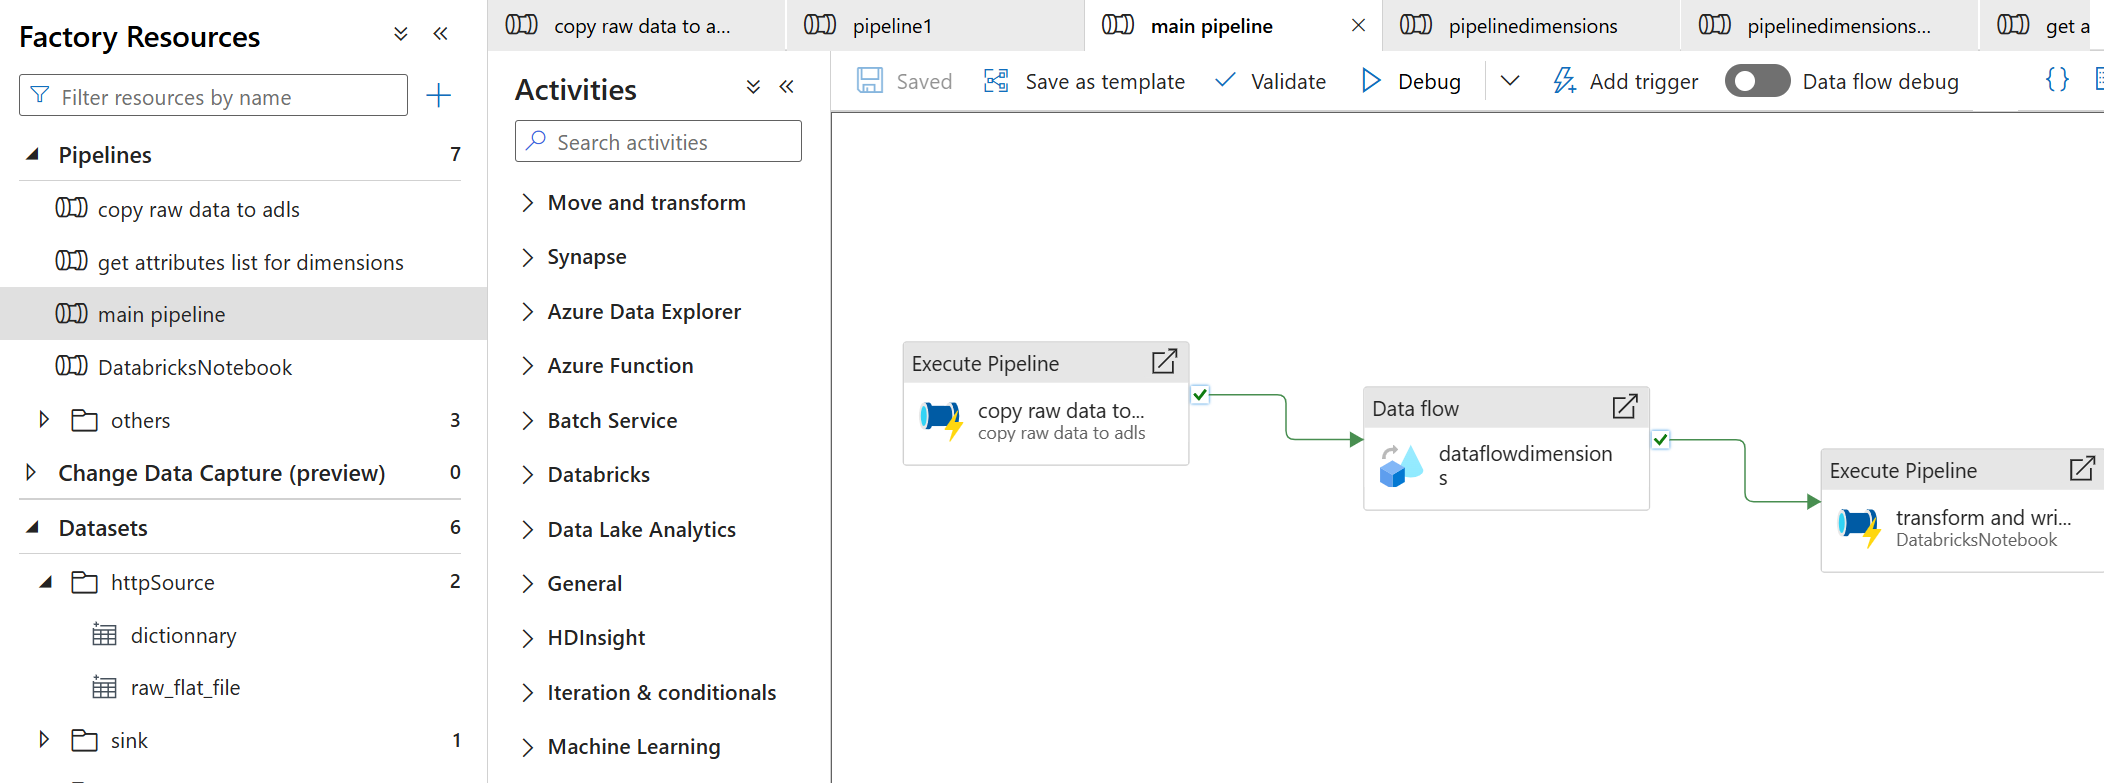 Factory Resources
Filter resources by name
Pipelines 7
copy raw data to adls
get attributes list for dimensions
main pipeline
DatabricksNotebook
others 3
Change Data Capture (preview) 0
Datasets 6
httpSource 2
dictionnary
raw_flat_file
sink 1
copy raw data to a...
pipeline1
main pipeline
pipelinedimensions
pipelinedimensions...
get a
Activities
Search activities
Move and transform
Synapse
Azure Data Explorer
Azure Function
Batch Service
Databricks
Data Lake Analytics
General
HDInsight
Iteration & conditionals
Machine Learning
Saved
Save as template
Validate
Debug
Add trigger
Data flow debug
{}
Execute Pipeline
copy raw data to...
copy raw data to adls
Data flow
dataflowdimension
s
Execute Pipeline
transform and wri...
DatabricksNotebook